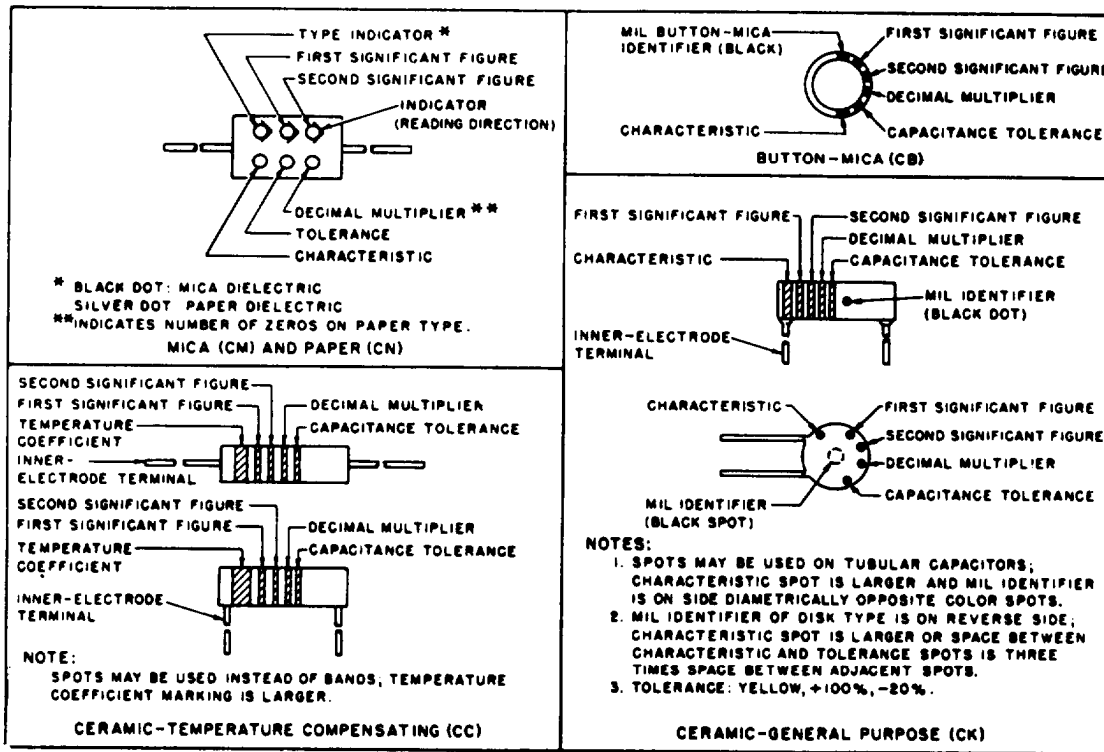 TYPE INDICATOR *
FIRST SIGNIFICANT FIGURE
SECOND SIGNIFICANT FIGURE
INDICATOR
(READING DIRECTION)
DECIMAL MULTIPLIER **
TOLERANCE
CHARACTERISTIC
* BLACK DOT: MICA DIELECTRIC
SILVER DOT PAPER DIELECTRIC
** INDICATES NUMBER OF ZEROS ON PAPER TYPE.
MICA (CM) AND PAPER (CN)
MIL BUTTON-MICA
IDENTIFIER (BLACK)
FIRST SIGNIFICANT FIGURE
SECOND SIGNIFICANT FIGURE
DECIMAL MULTIPLIER
CHARACTERISTIC
CAPACITANCE TOLERANCE
BUTTON-MICA (CB)
SECOND SIGNIFICANT FIGURE
FIRST SIGNIFICANT FIGURE
DECIMAL MULTIPLIER
TEMPERATURE
COEFFICIENT
CAPACITANCE TOLERANCE
INNER-
ELECTRODE TERMINAL
SECOND SIGNIFICANT FIGURE
FIRST SIGNIFICANT FIGURE
DECIMAL MULTIPLIER
TEMPERATURE
COEFFICIENT
CAPACITANCE TOLERANCE
INNER-ELECTRODE
TERMINAL
NOTE:
SPOTS MAY BE USED INSTEAD OF BANDS; TEMPERATURE
COEFFICIENT MARKING IS LARGER.
CERAMIC-TEMPERATURE COMPENSATING (CC)
FIRST SIGNIFICANT FIGURE
SECOND SIGNIFICANT FIGURE
DECIMAL MULTIPLIER
CHARACTERISTIC
CAPACITANCE TOLERANCE
MIL IDENTIFIER
(BLACK DOT)
INNER-ELECTRODE
TERMINAL
CHARACTERISTIC
FIRST SIGNIFICANT FIGURE
SECOND SIGNIFICANT FIGURE
DECIMAL MULTIPLIER
CAPACITANCE TOLERANCE
MIL IDENTIFIER
(BLACK SPOT)
NOTES:
1. SPOTS MAY BE USED ON TUBULAR CAPACITORS;
CHARACTERISTIC SPOT IS LARGER AND MIL IDENTIFIER
IS ON SIDE DIAMETRICALLY OPPOSITE COLOR SPOTS.
2. MIL IDENTIFIER OF DISK TYPE IS ON REVERSE SIDE;
CHARACTERISTIC SPOT IS LARGER OR SPACE BETWEEN
CHARACTERISTIC AND TOLERANCE SPOTS IS THREE
TIMES SPACE BETWEEN ADJACENT SPOTS.
3. TOLERANCE: YELLOW, +100%, -20%.
CERAMIC-GENERAL PURPOSE (CK)